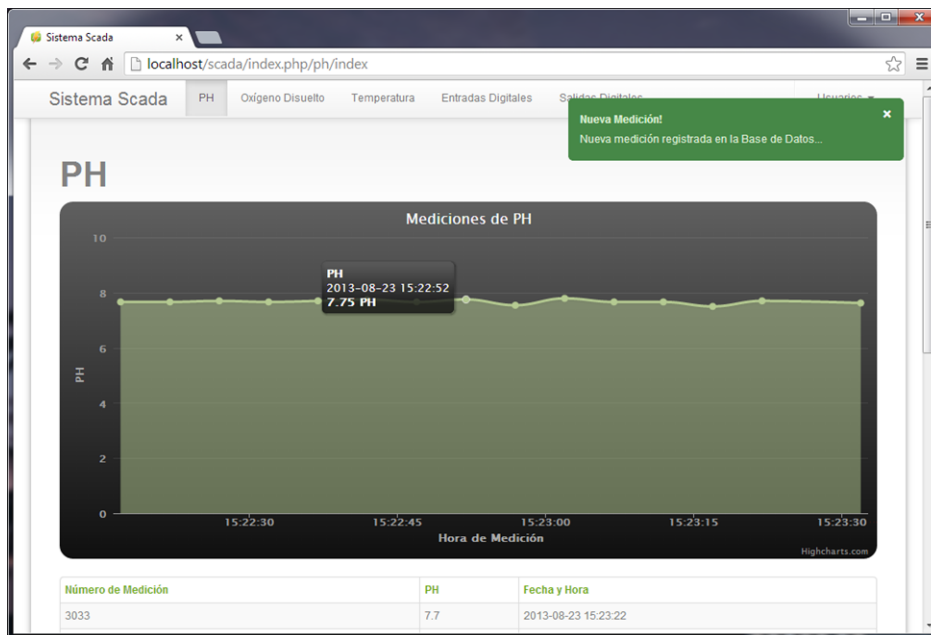 Sistema Scada
localhost/scada/index.php/ph/index
Sistema Scada PH Oxígeno Disuelto Temperatura Entradas Digitales Salidas Digitales Usuarios
Nueva Medición!
Nueva medición registrada en la Base de Datos...
PH
Mediciones de PH
10
8
6
4
2
0
PH
PH
2013-08-23 15:22:52
7.75 PH
15:22:30 15:22:45 15:23:00 15:23:15 15:23:30
Hora de Medición
Highcharts.com
Número de Medición PH Fecha y Hora
3033 7.7 2013-08-23 15:23:22